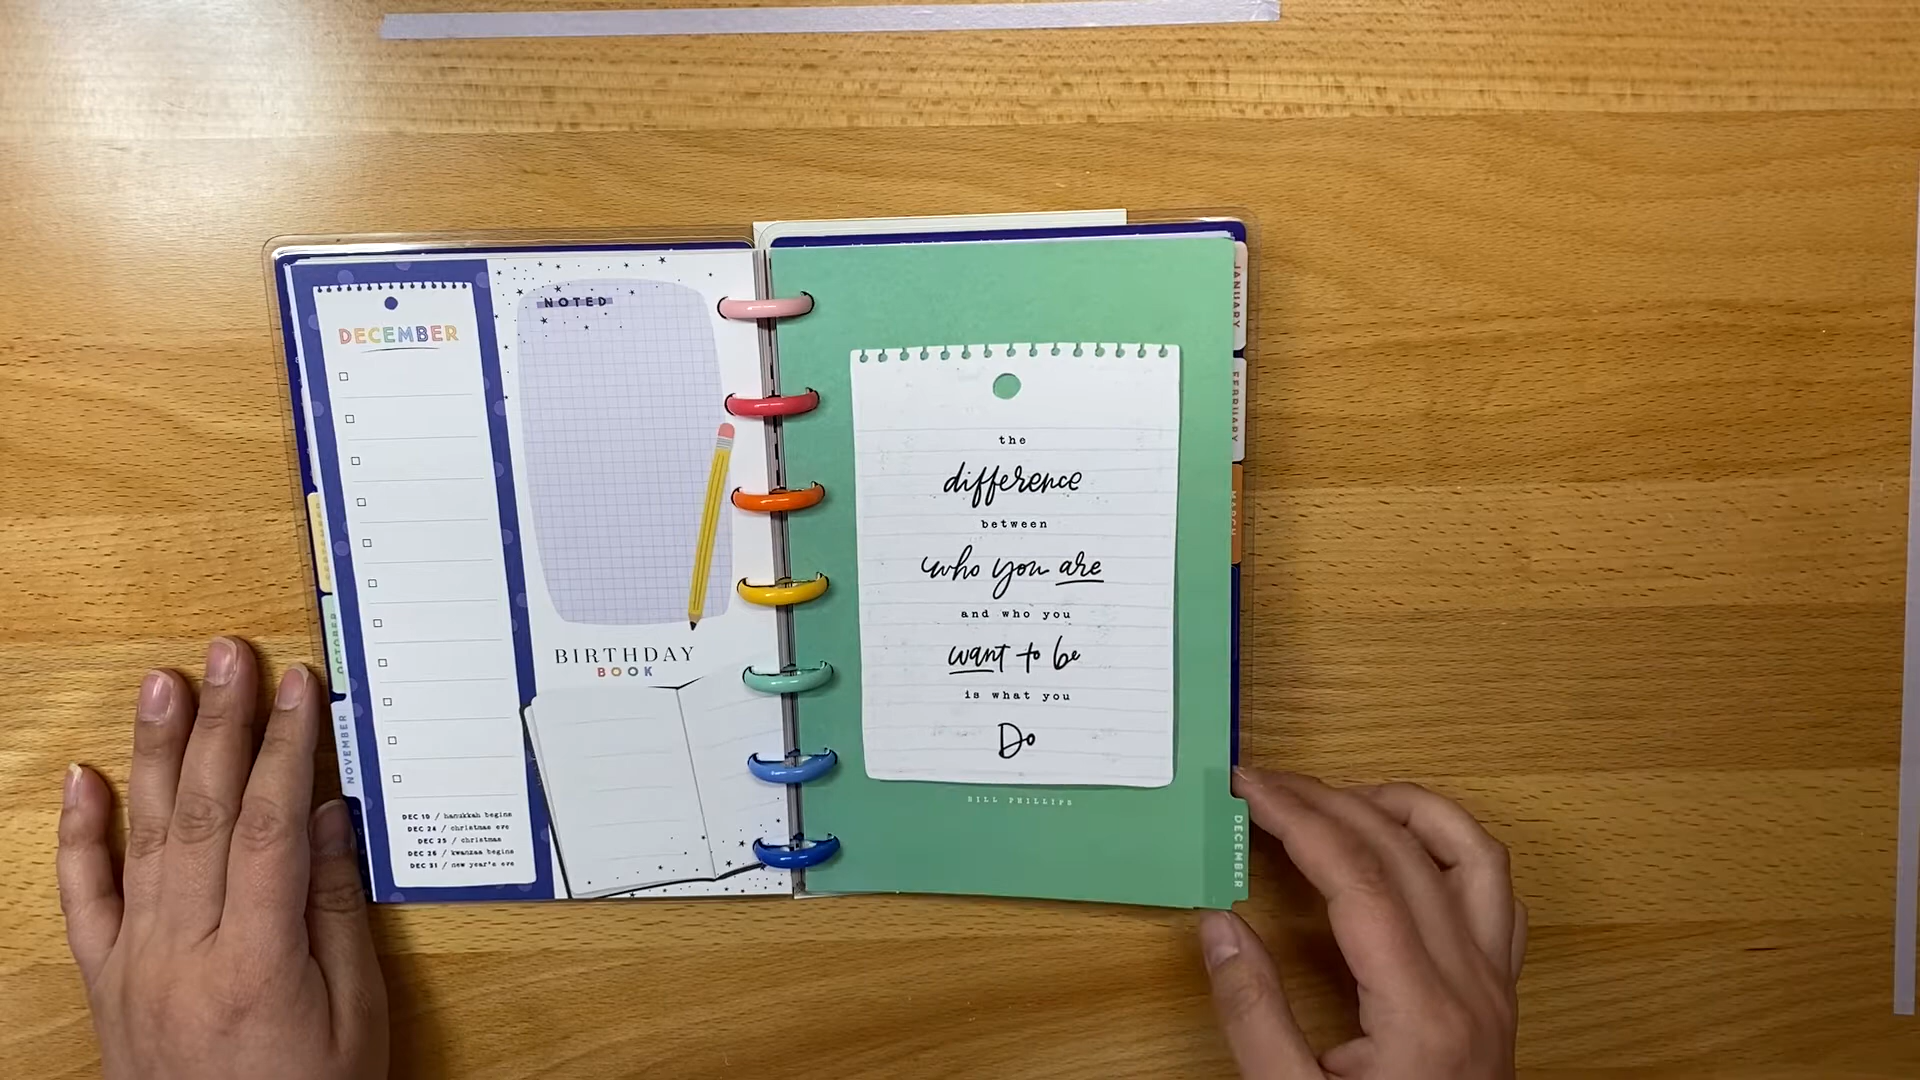 DECEMBER
DEC 10 / hanukkah begins
DEC 24 / christmas eve
DEC 25 / christmas
DEC 26 / kwanzaa begins
DEC 31 / new year's eve
NOTED
BIRTHDAY
BOOK
OCTOBER
NOVEMBER
the
difference
between
who you are
and who you
want to be
is what you
Do
BILL PHILLIPS
JANUARY
FEBRUARY
MARCH
DECEMBER